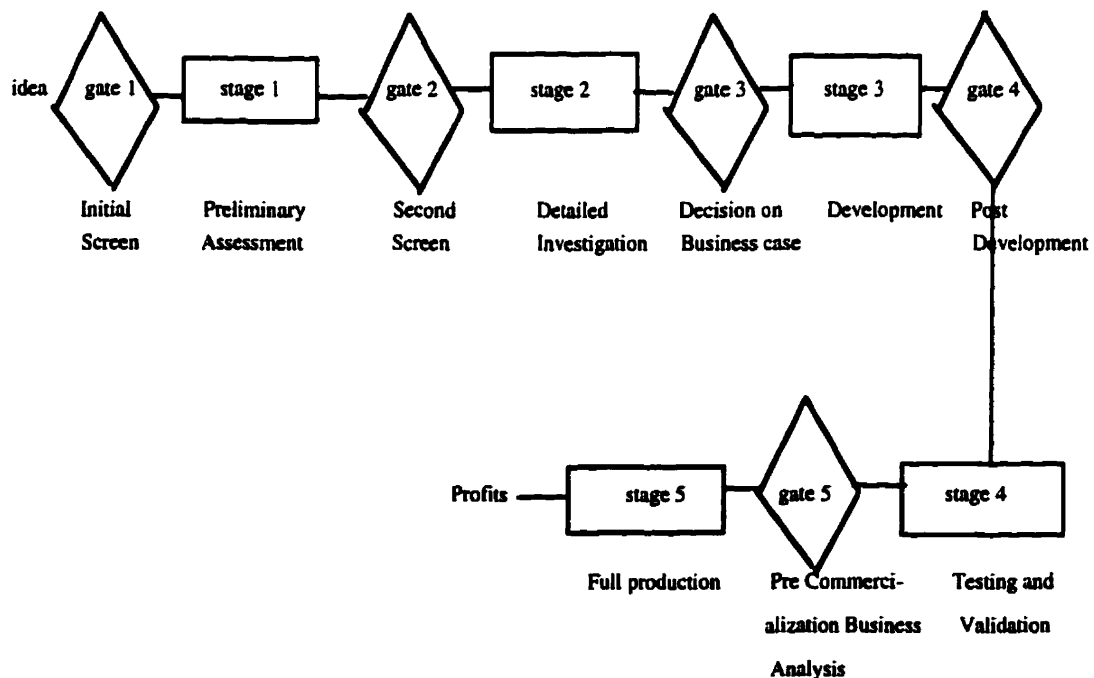 idea
gate 1
stage 1
gate 2
stage 2
gate 3
stage 3
gate 4
Initial
Screen
Preliminary
Assessment
Second
Screen
Detailed
Investigation
Decision on
Business case
Development
Post
Development
Profits
stage 5
gate 5
stage 4
Full production
Pre Commerci-
alization Business
Analysis
Testing and
Validation